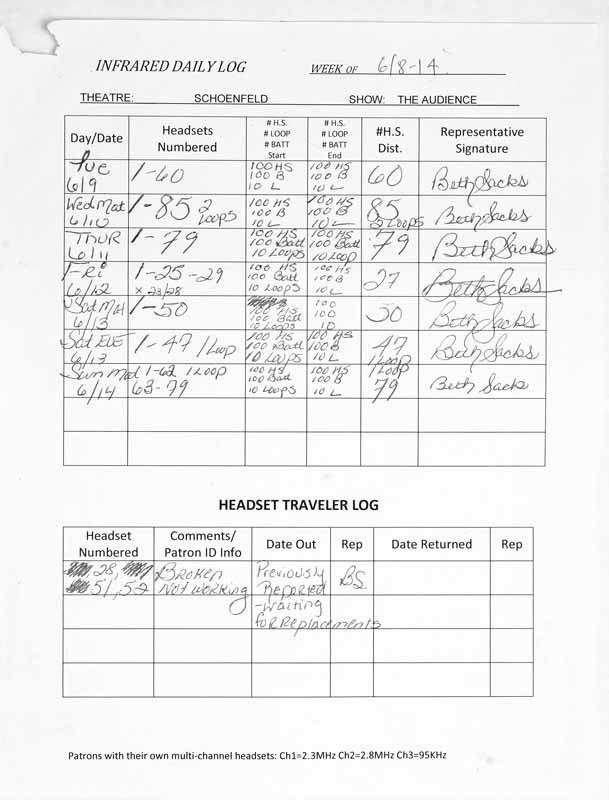 INFRARED DAILY LOG WEEK OF 6/8-14
THEATRE: SCHOENFELD SHOW: THE AUDIENCE
Day/Date Headsets Numbered # H.S. # LOOP # BATT Start # H.S. # LOOP # BATT End #H.S. Dist. Representative Signature
Tue 6/9 1-60 100 HS 100 B 10 L 100 HS 100 B 10 L 60 Beth Sacks
Wed Mat 6/10 1-85 2 Loops 100 HS 100 B 10 L 100 HS 100 B 10 L 85 2 Loops Beth Sacks
THUR 6/11 1-79 100 HS 100 Batt 10 Loops 100 HS 100 Batt 10 Loop 79 Beth Sacks
Fri 6/12 1-25-29 x 23/28 100 HS 100 Batt 10 Loops 100 HS 100 B 10 L 27 Beth Sacks
Sat Mat 6/13 1-50 100 HS 100 Batt 10 Loops 100 100 10 50 Beth Sacks
Sat EVE 6/13 1-47 1 Loop 100 HS 100 Batt 10 Loops 100 HS 100 B 10 L 47 1 Loop Beth Sacks
Sun Mat 6/14 1-62 1 Loop 63-79 100 HS 100 Batt 10 Loops 100 HS 100 B 10 L 79 Beth Sacks
HEADSET TRAVELER LOG
Headset Numbered Comments/ Patron ID Info Date Out Rep Date Returned Rep
28, 51,52 Broken Not working Previously Reported -waiting for Replacements BS.
Patrons with their own multi-channel headsets: Ch1=2.3MHz Ch2=2.8MHz Ch3=95KHz